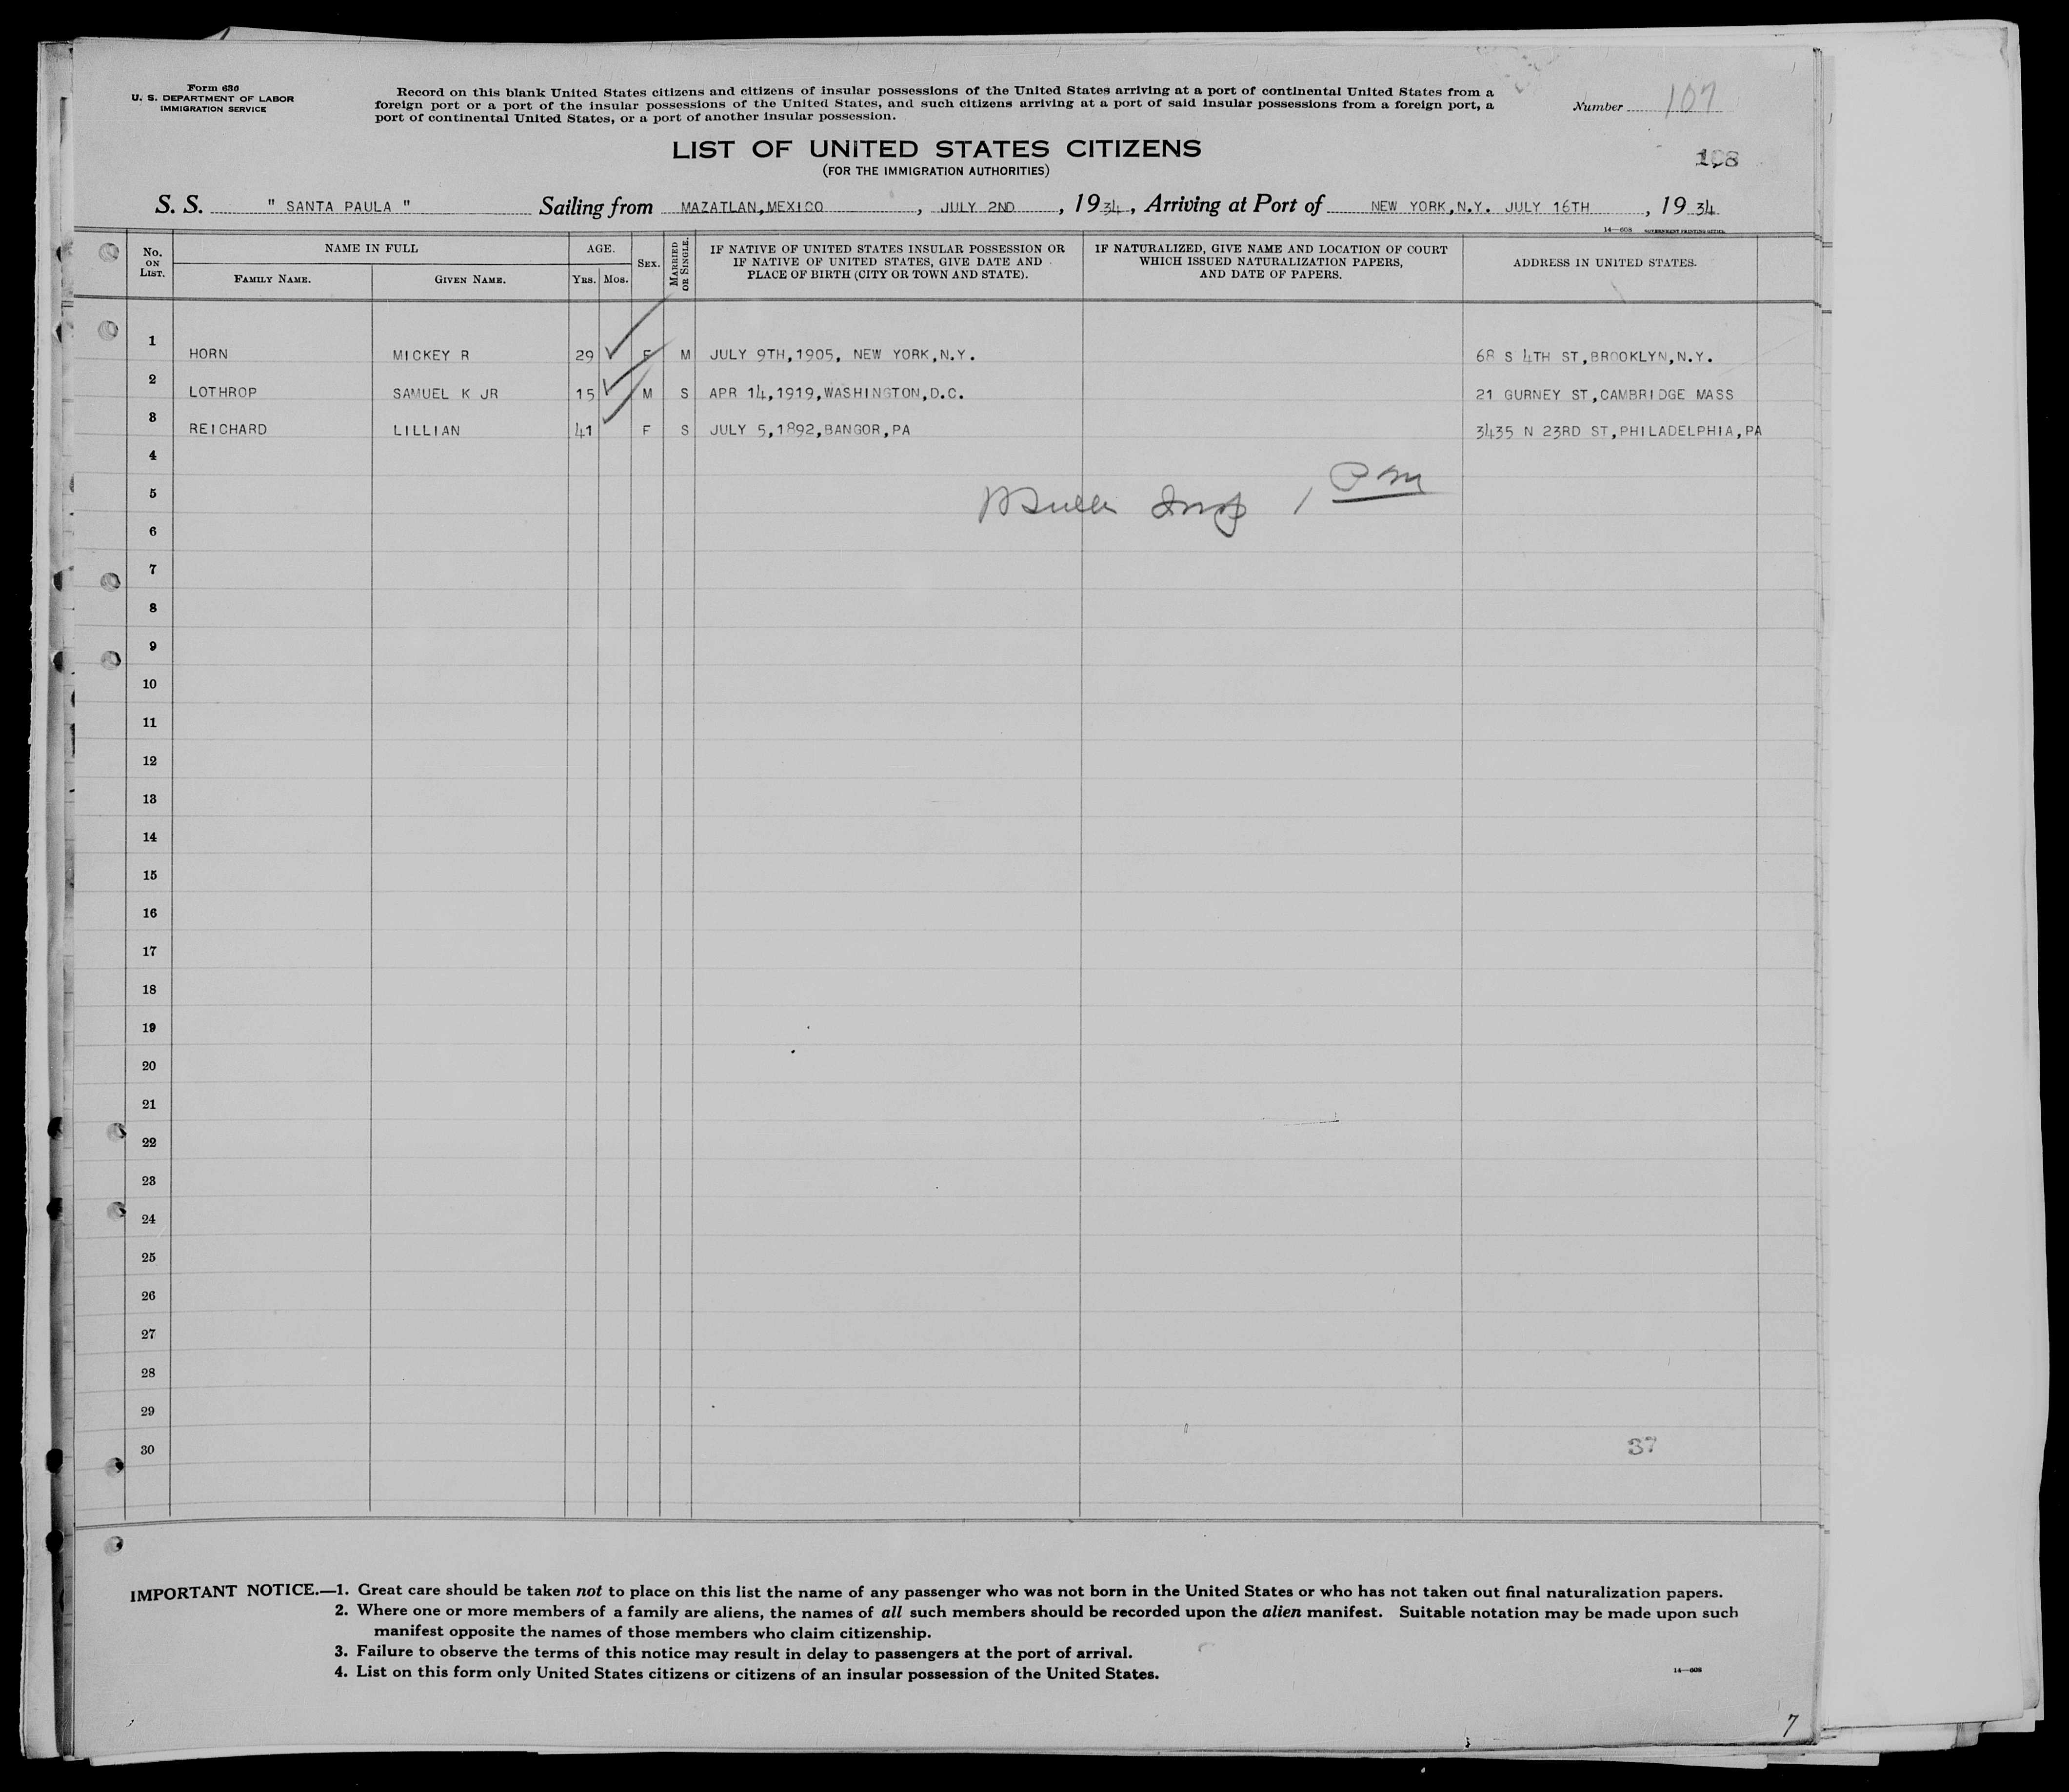 Form 630
U. S. DEPARTMENT OF LABOR
IMMIGRATION SERVICE
Record on this blank United States citizens and citizens of insular possessions of the United States arriving at a port of continental United States from a
foreign port or a port of the insular possessions of the United States, and such citizens arriving at a port of said insular possessions from a foreign port, a
port of continental United States, or a port of another insular possession.
Number 107
LIST OF UNITED STATES CITIZENS
(FOR THE IMMIGRATION AUTHORITIES)
108
S. S. " SANTA PAULA " Sailing from MAZATLAN,MEXICO , JULY 2ND , 1934, Arriving at Port of NEW YORK,N.Y. JULY 16TH , 1934
14—608 GOVERNMENT PRINTING OFFICE
No. ON LIST. NAME IN FULL FAMILY NAME. GIVEN NAME. AGE. YRS. MOS. SEX. MARRIED OR SINGLE. IF NATIVE OF UNITED STATES INSULAR POSSESSION OR IF NATIVE OF UNITED STATES, GIVE DATE AND PLACE OF BIRTH (CITY OR TOWN AND STATE). IF NATURALIZED, GIVE NAME AND LOCATION OF COURT WHICH ISSUED NATURALIZATION PAPERS, AND DATE OF PAPERS. ADDRESS IN UNITED STATES.
1 HORN MICKEY R 29 F M JULY 9TH,1905, NEW YORK,N.Y. 68 S 4TH ST,BROOKLYN,N.Y.
2 LOTHROP SAMUEL K JR 15 M S APR 14,1919,WASHINGTON,D.C. 21 GURNEY ST,CAMBRIDGE MASS
3 REICHARD LILLIAN 41 F S JULY 5,1892,BANGOR,PA 3435 N 23RD ST,PHILADELPHIA,PA
4
5 Insp 1 PM
6
7
8
9
10
11
12
13
14
15
16
17
18
19
20
21
22
23
24
25
26
27
28
29
30 37
IMPORTANT NOTICE.—1. Great care should be taken not to place on this list the name of any passenger who was not born in the United States or who has not taken out final naturalization papers.
2. Where one or more members of a family are aliens, the names of all such members should be recorded upon the alien manifest. Suitable notation may be made upon such
manifest opposite the names of those members who claim citizenship.
3. Failure to observe the terms of this notice may result in delay to passengers at the port of arrival.
4. List on this form only United States citizens or citizens of an insular possession of the United States.
14—608
7